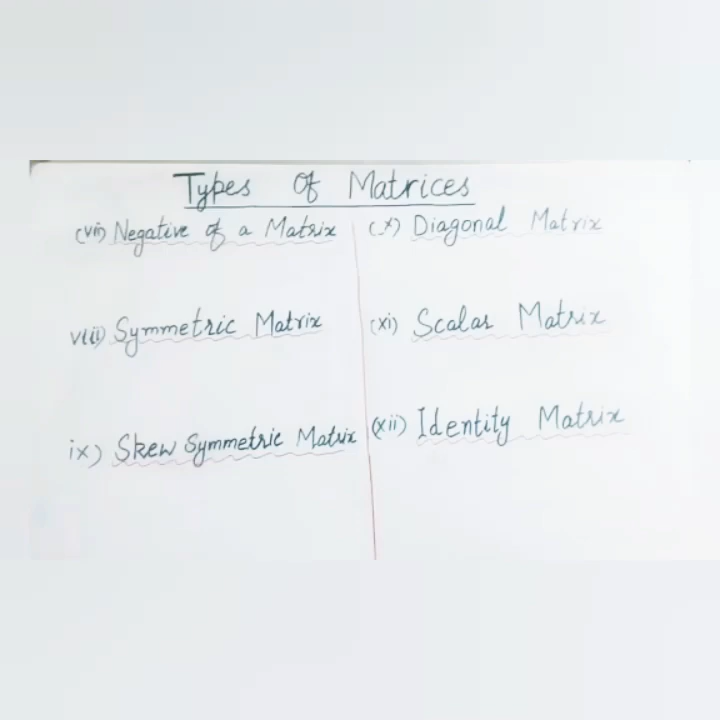 Types Of Matrices
(vii) Negative of a Matrix
viii) Symmetric Matrix
ix) Skew Symmetric Matrix
(x) Diagonal Matrix
(xi) Scalar Matrix
(xii) Identity Matrix